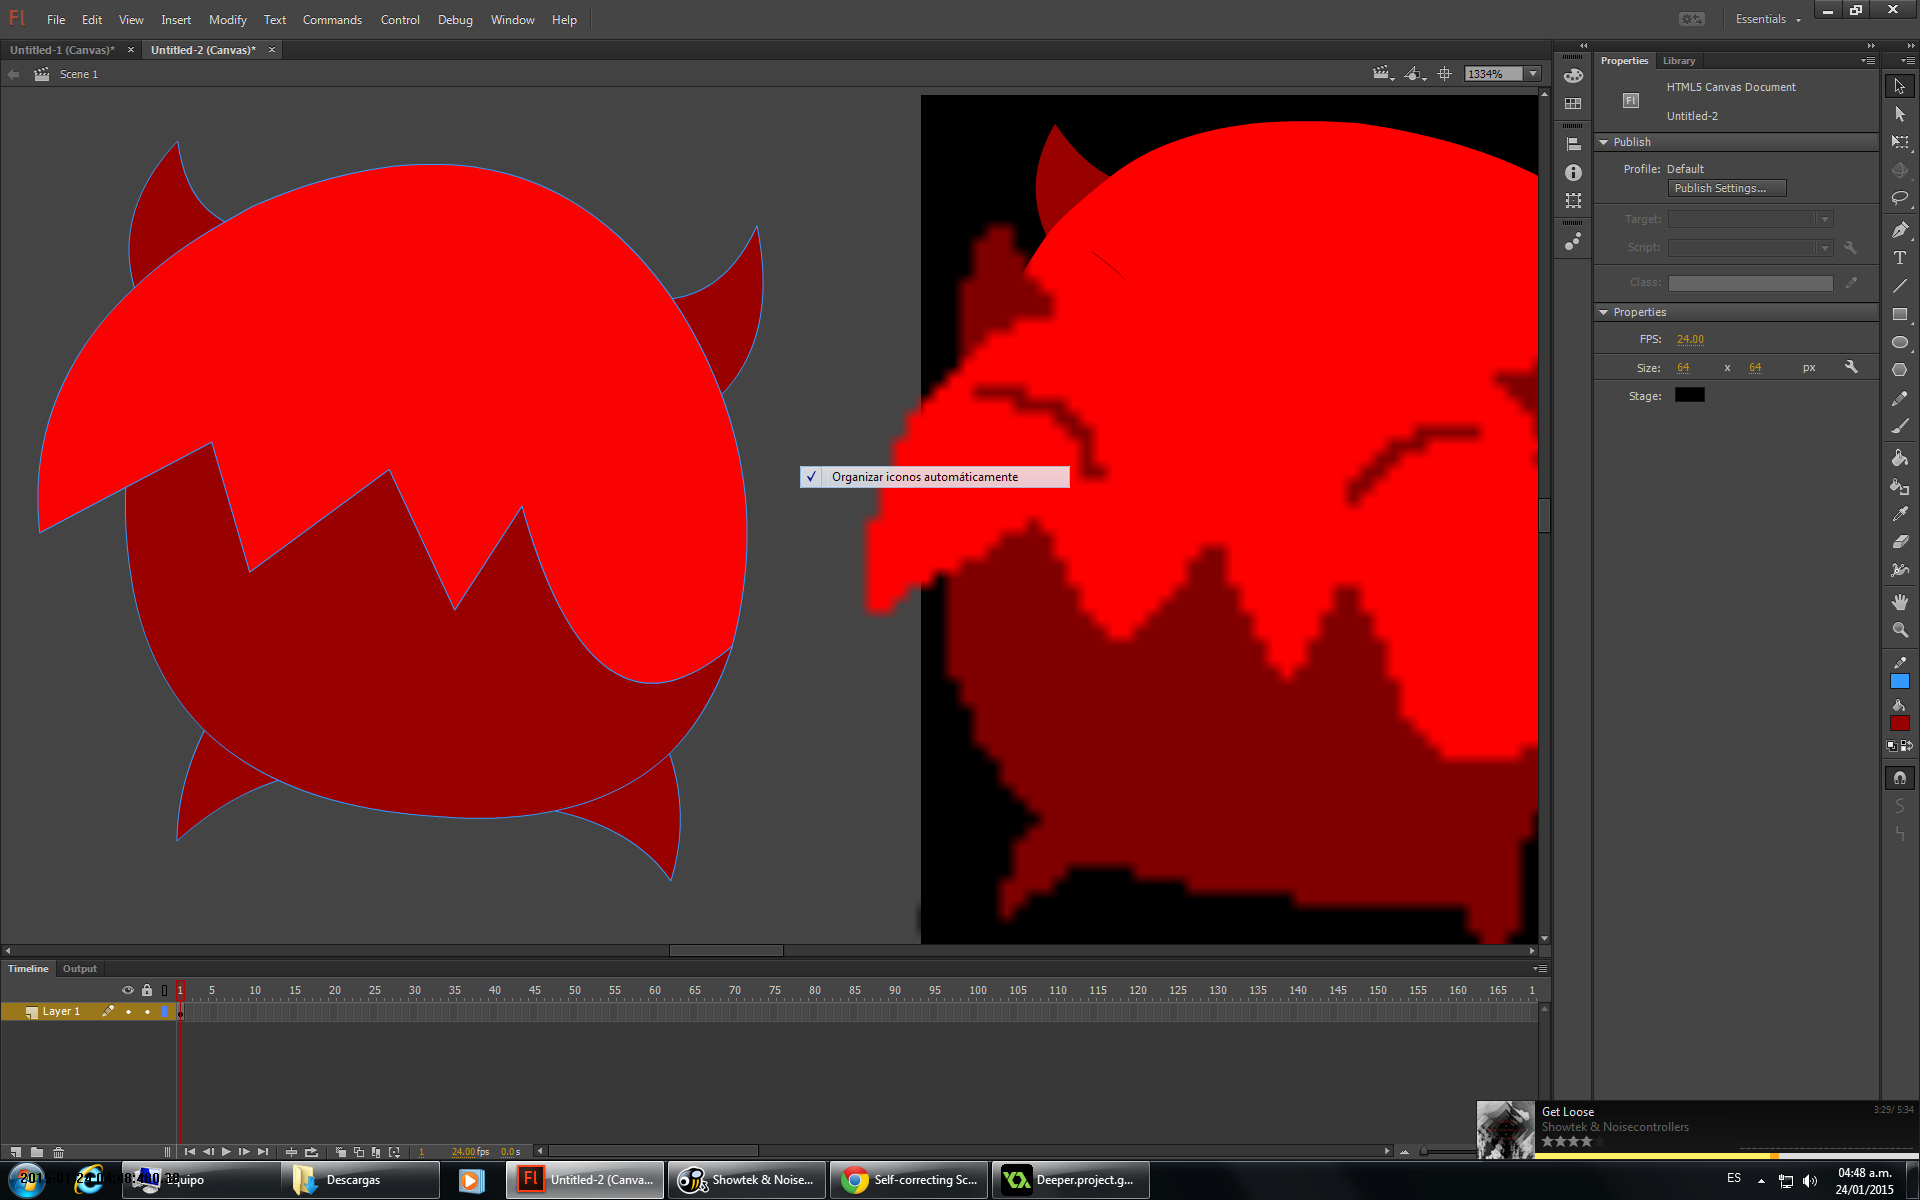 Fl File Edit View Insert Modify Text Commands Control Debug Window Help Essentials
Untitled-1 (Canvas)* × Untitled-2 (Canvas)* ×
Scene 1 1334%
Properties Library
HTML5 Canvas Document
Fl
Untitled-2
Publish
Profile: Default
Publish Settings...
Target:
Script:
Class:
Properties
FPS: 24.00
Size: 64 x 64 px
Stage:
✓ Organizar iconos automáticamente
T
Timeline Output
1 5 10 15 20 25 30 35 40 45 50 55 60 65 70 75 80 85 90 95 100 105 110 115 120 125 130 135 140 145 150 155 160 165 1
Layer 1
1 24.00 fps 0.0 s
Get Loose 3:29/ 5:34
Showtek & Noisecontrollers
Equipo Descargas Fl Untitled-2 (Canva... Showtek & Noise... Self-correcting Sc... Deeper.project.g... ES
04:48 a.m.
24/01/2015